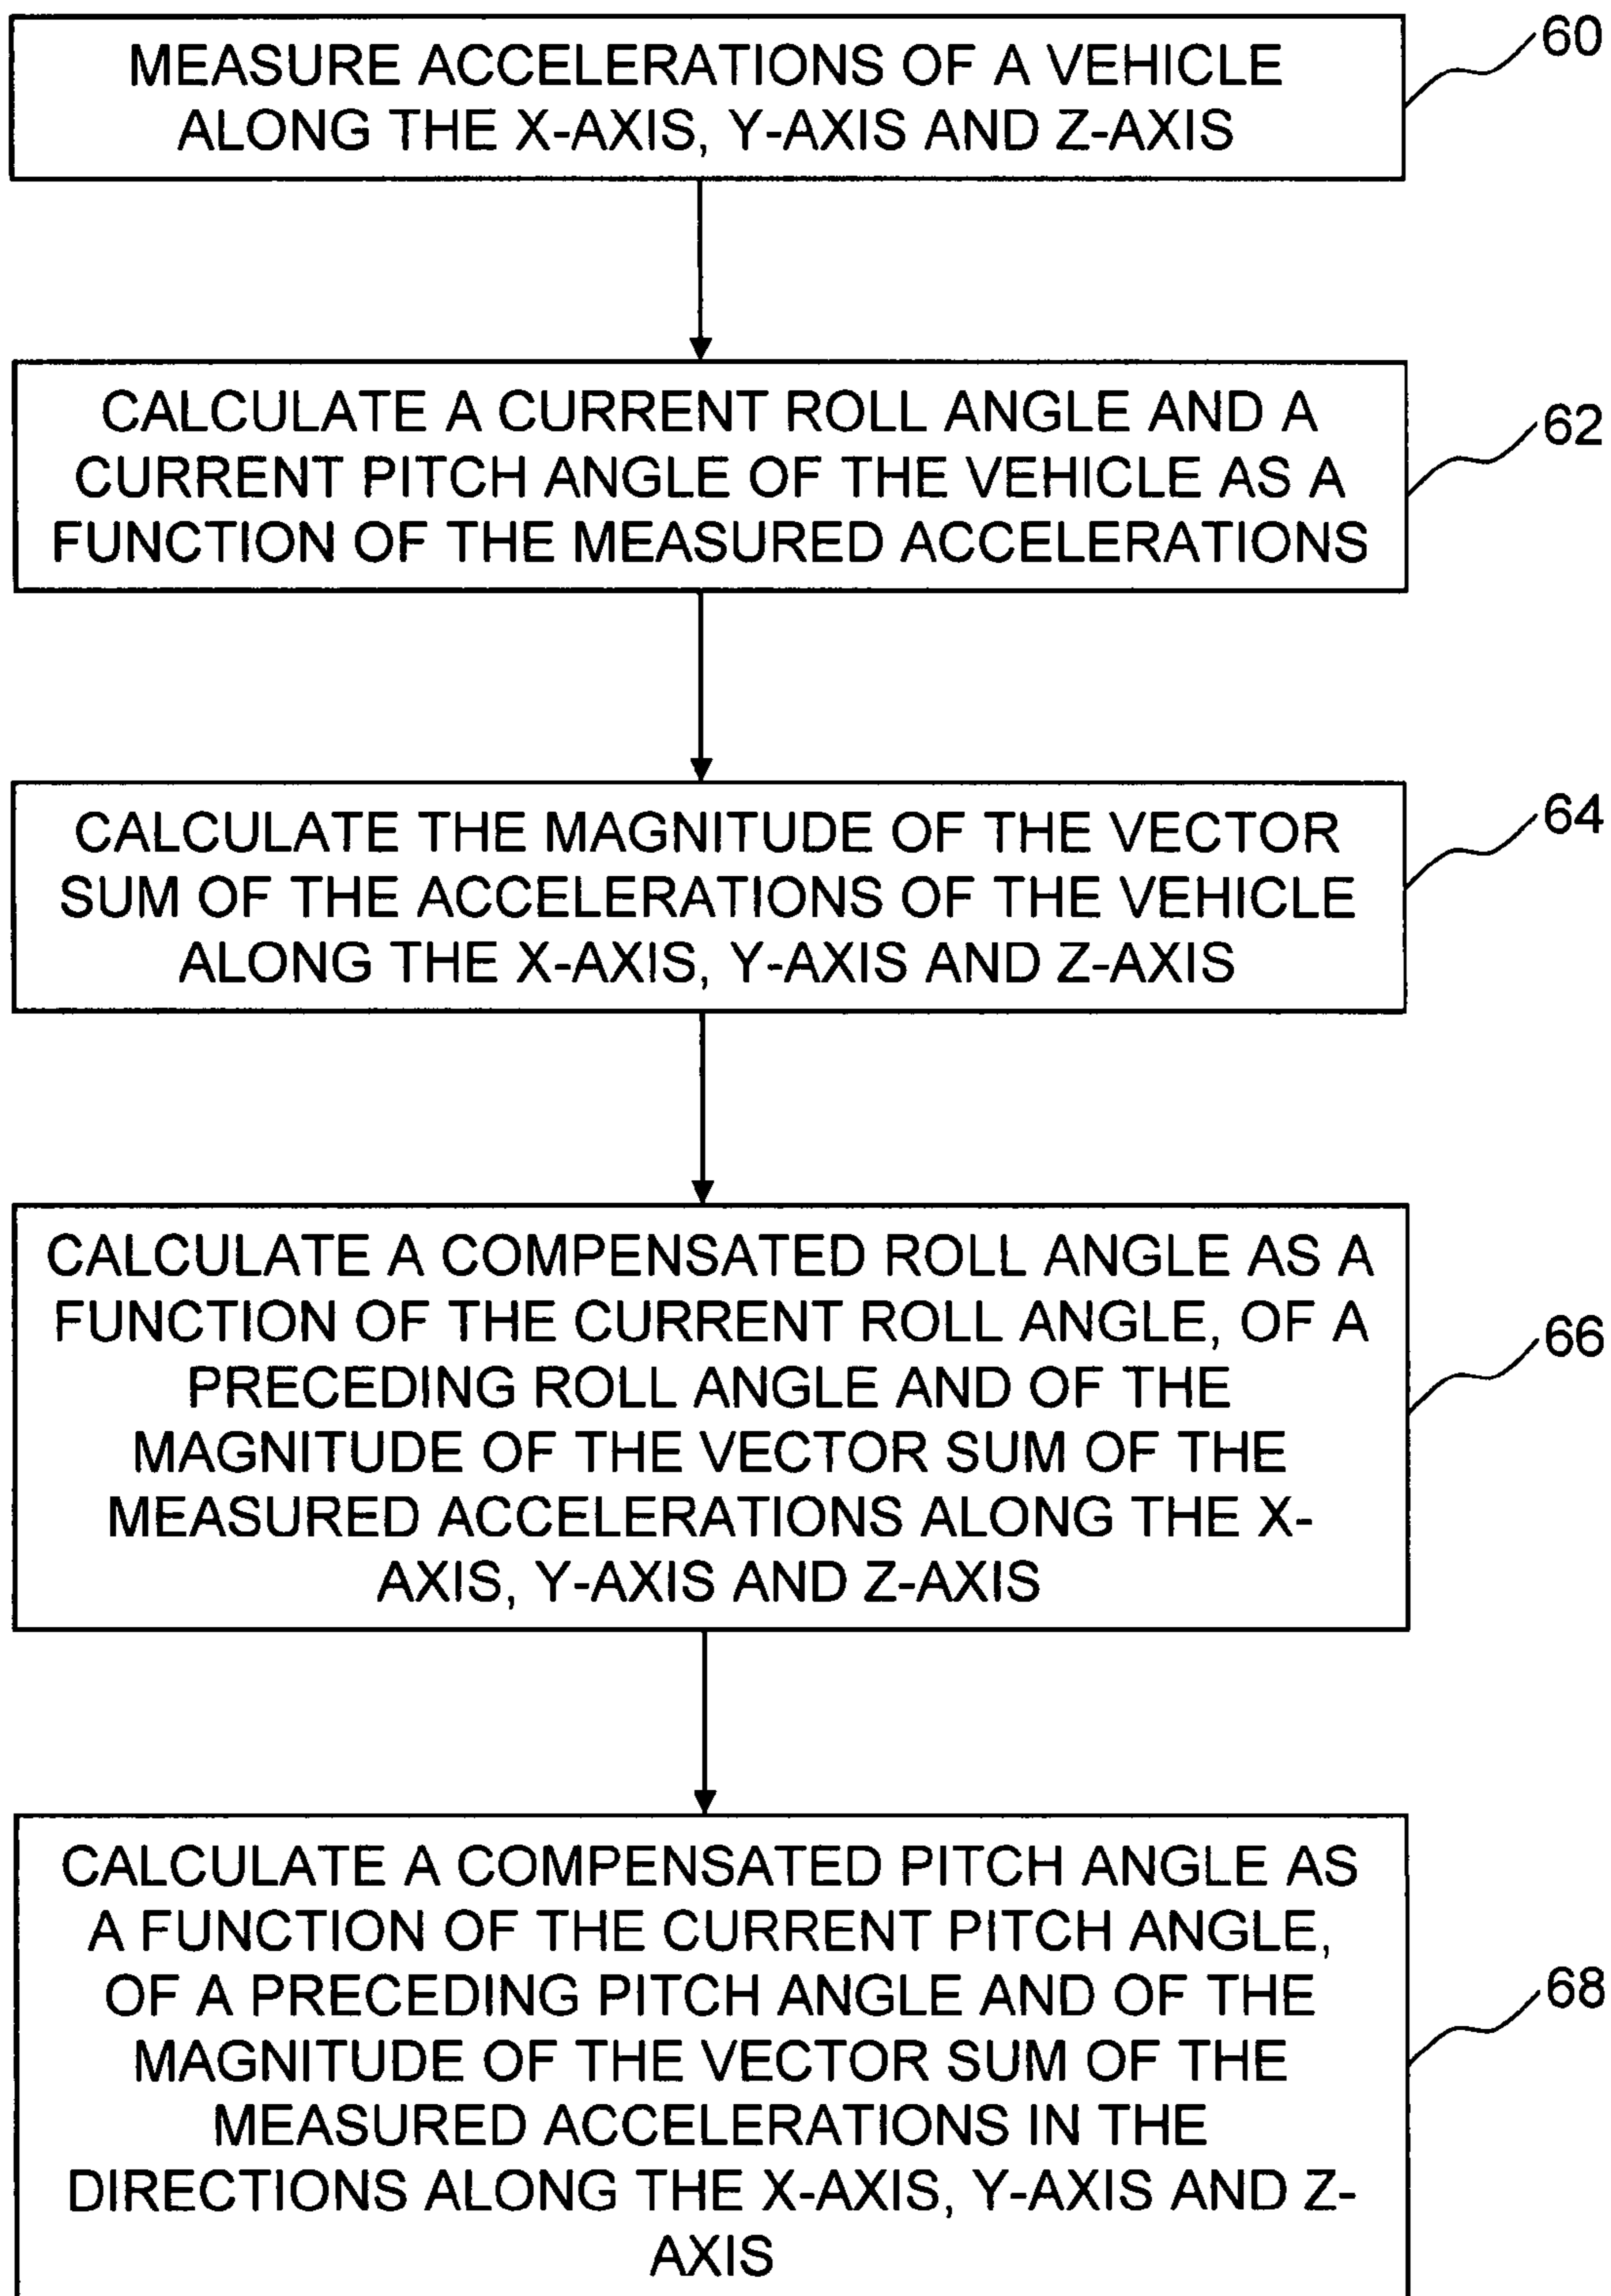 MEASURE ACCELERATIONS OF A VEHICLE
ALONG THE X-AXIS, Y-AXIS AND Z-AXIS
60
CALCULATE A CURRENT ROLL ANGLE AND A
CURRENT PITCH ANGLE OF THE VEHICLE AS A
FUNCTION OF THE MEASURED ACCELERATIONS
62
CALCULATE THE MAGNITUDE OF THE VECTOR
SUM OF THE ACCELERATIONS OF THE VEHICLE
ALONG THE X-AXIS, Y-AXIS AND Z-AXIS
64
CALCULATE A COMPENSATED ROLL ANGLE AS A
FUNCTION OF THE CURRENT ROLL ANGLE, OF A
PRECEDING ROLL ANGLE AND OF THE
MAGNITUDE OF THE VECTOR SUM OF THE
MEASURED ACCELERATIONS ALONG THE X-
AXIS, Y-AXIS AND Z-AXIS
66
CALCULATE A COMPENSATED PITCH ANGLE AS
A FUNCTION OF THE CURRENT PITCH ANGLE,
OF A PRECEDING PITCH ANGLE AND OF THE
MAGNITUDE OF THE VECTOR SUM OF THE
MEASURED ACCELERATIONS IN THE
DIRECTIONS ALONG THE X-AXIS, Y-AXIS AND Z-
AXIS
68